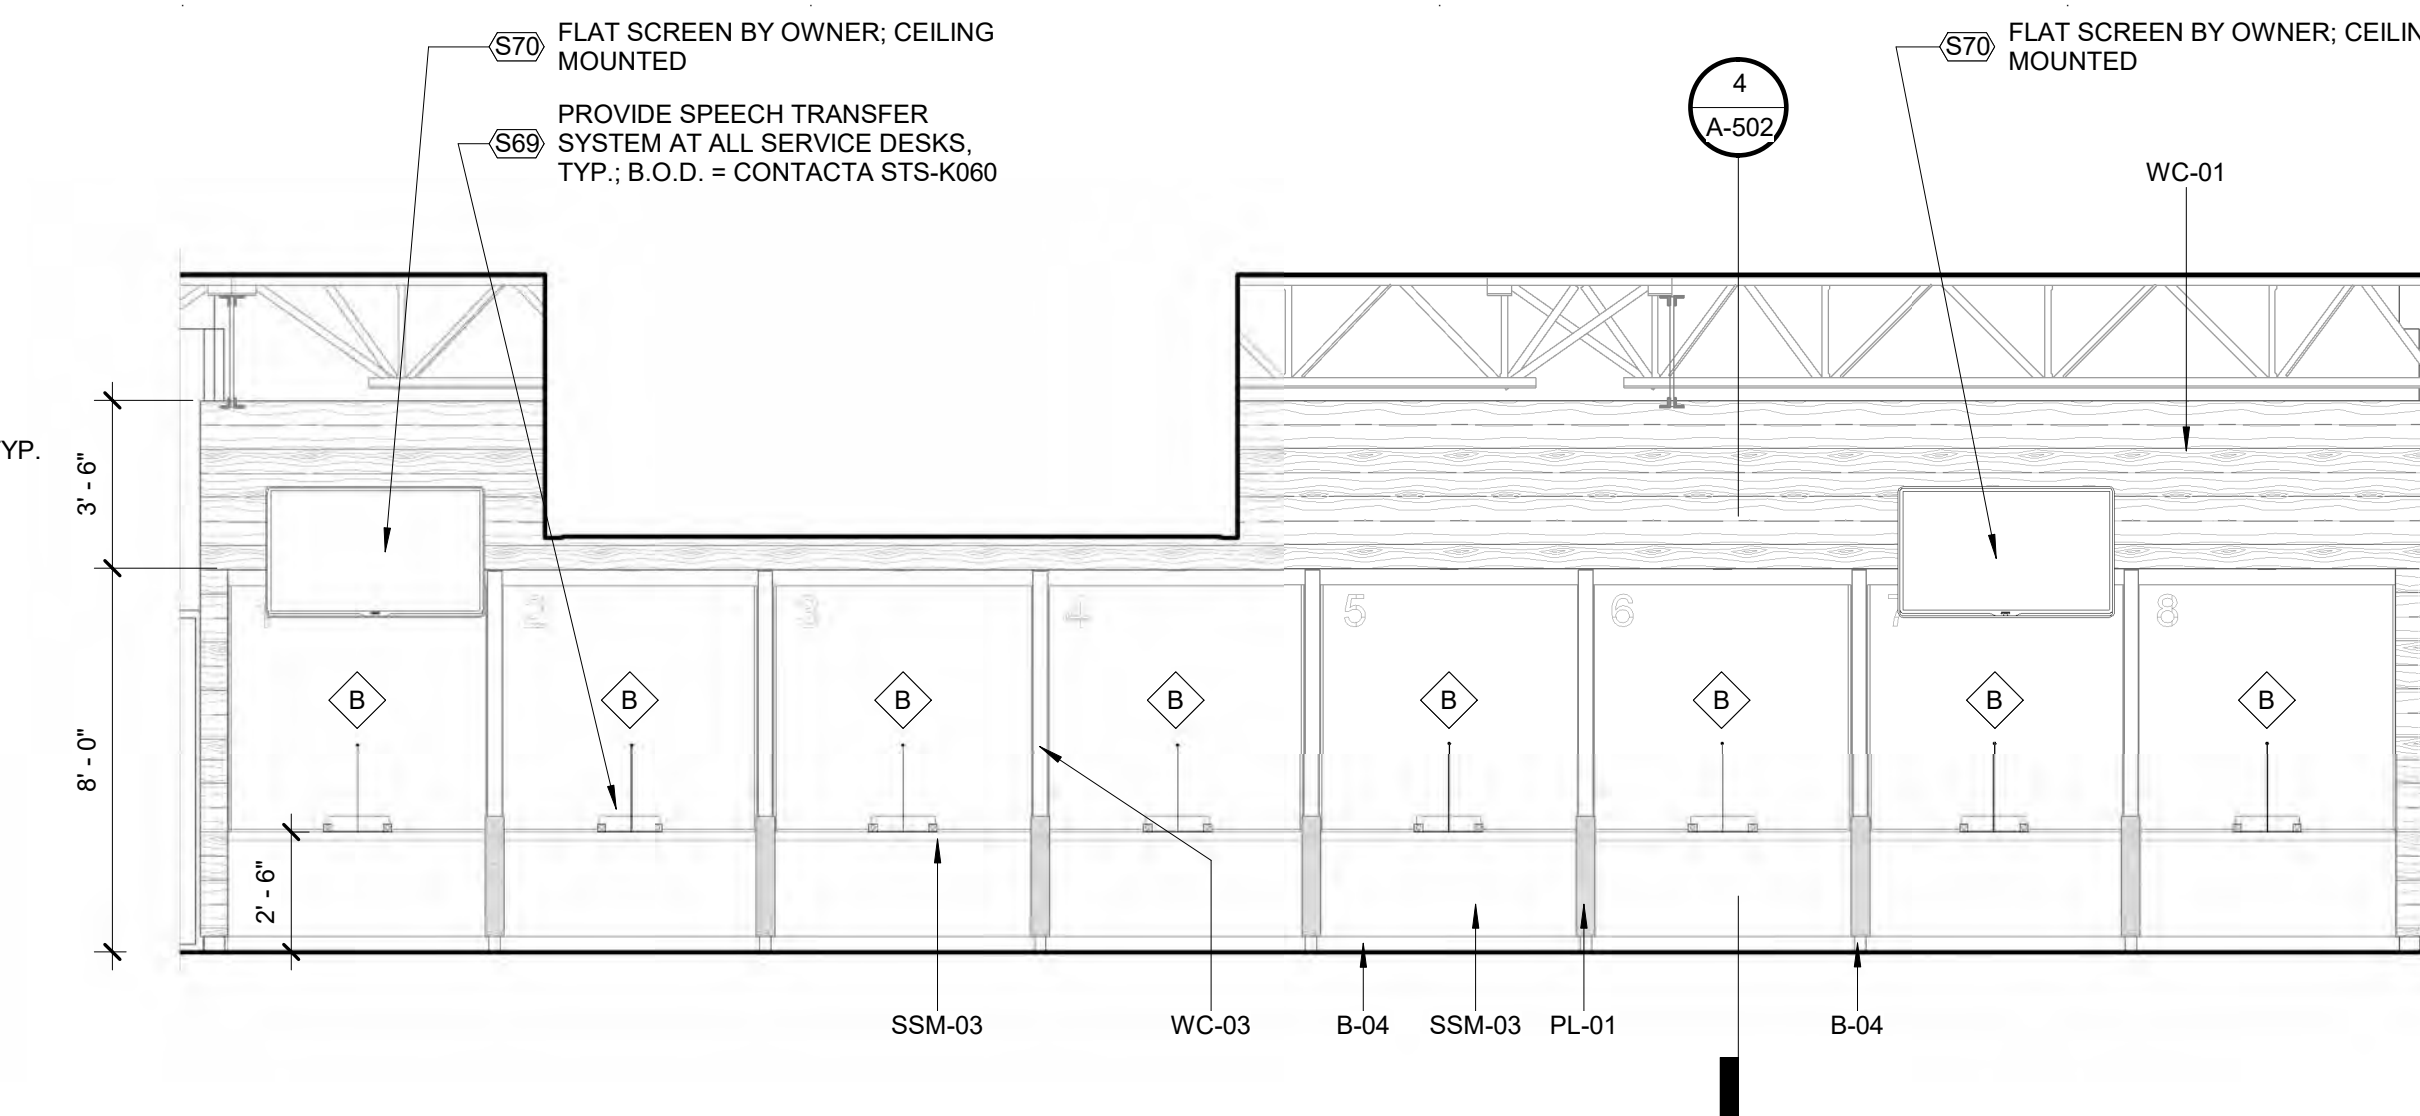 S70 FLAT SCREEN BY OWNER; CEILING
MOUNTED
S69 PROVIDE SPEECH TRANSFER
SYSTEM AT ALL SERVICE DESKS,
TYP.; B.O.D. = CONTACTA STS-K060
4
A-502
S70 FLAT SCREEN BY OWNER; CEILIN
MOUNTED
WC-01
YP.
3' - 6"
8' - 0"
2' - 6"
2
3
4
5
6
7
8
B
B
B
B
B
B
B
B
SSM-03
WC-03
B-04
SSM-03
PL-01
B-04